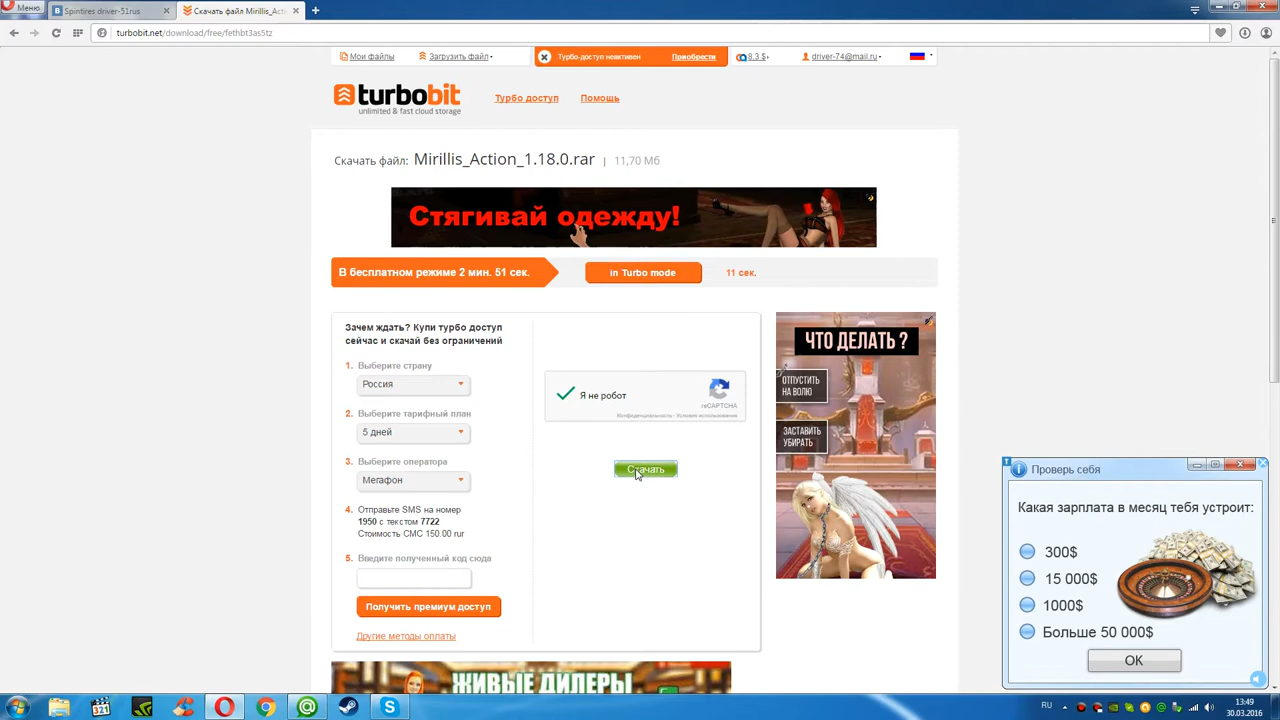 Меню
Spintires driver-51rus
Скачать файл Mirillis_Act
turbobit.net/download/free/fethbt3as5tz
Мои файлы
Загрузить файл
Турбо-доступ неактивен
Приобрести
8.3 $
driver-74@mail.ru
turbobit
unlimited & fast cloud storage
Турбо доступ
Помощь
Скачать файл: Mirillis_Action_1.18.0.rar | 11,70 Мб
Стягивай одежду!
В бесплатном режиме 2 мин. 51 сек.
in Turbo mode
11 сек.
Зачем ждать? Купи турбо доступ
сейчас и скачай без ограничений
1. Выберите страну
Россия
2. Выберите тарифный план
5 дней
3. Выберите оператора
Мегафон
4. Отправьте SMS на номер
1950 с текстом 7722
Стоимость СМС 150.00 rur
5. Введите полученный код сюда
Получить премиум доступ
Другие методы оплаты
Я не робот
reCAPTCHA
Конфиденциальность - Условия использования
Скачать
ЧТО ДЕЛАТЬ ?
ОТПУСТИТЬ
НА ВОЛЮ
ЗАСТАВИТЬ
УБИРАТЬ
ЖИВЫЕ ДИЛЕРЫ
Проверь себя
Какая зарплата в месяц тебя устроит:
300$
15 000$
1000$
Больше 50 000$
OK
321
RU
13:49
30.03.2016